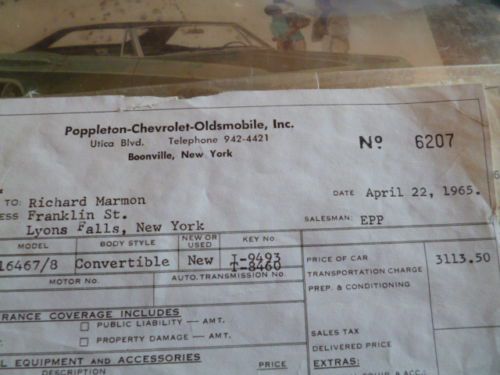 Poppleton-Chevrolet-Oldsmobile, Inc.
Utica Blvd. Telephone 942-4421
Boonville, New York
No 6207
TO: Richard Marmon
DATE April 22, 1965.
ESS Franklin St.
SALESMAN: EPP
Lyons Falls, New York
MODEL BODY STYLE NEW OR USED KEY No.
16467/8 Convertible New I-9493
T-8460
MOTOR No. AUTO. TRANSMISSION No.
PRICE OF CAR 3113.50
TRANSPORTATION CHARGE
PREP. & CONDITIONING
RANCE COVERAGE INCLUDES
PUBLIC LIABILITY — AMT.
PROPERTY DAMAGE — AMT.
SALES TAX
DELIVERED PRICE
L EQUIPMENT AND ACCESSORIES PRICE
EXTRAS:
DESCRIPTION